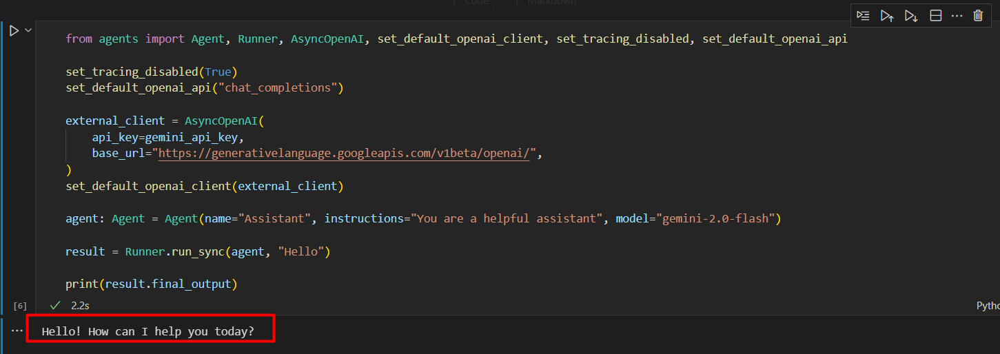 Code Markdown
from agents import Agent, Runner, AsyncOpenAI, set_default_openai_client, set_tracing_disabled, set_default_openai_api
set_tracing_disabled(True)
set_default_openai_api("chat_completions")
external_client = AsyncOpenAI(
    api_key=gemini_api_key,
    base_url="https://generativelanguage.googleapis.com/v1beta/openai/",
)
set_default_openai_client(external_client)
agent: Agent = Agent(name="Assistant", instructions="You are a helpful assistant", model="gemini-2.0-flash")
result = Runner.run_sync(agent, "Hello")
print(result.final_output)
[6] 2.2s Pytho
Hello! How can I help you today?